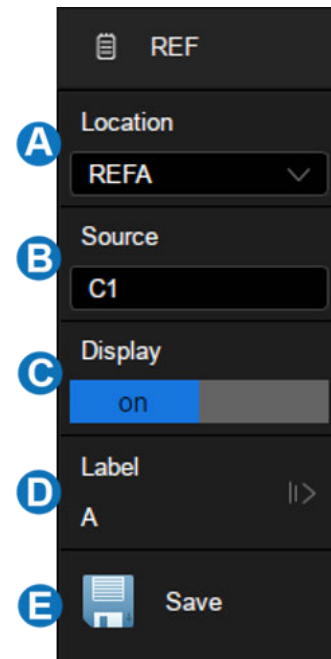 REF
A
Location
REFA
B
Source
C1
C
Display
on
D
Label
A
E
Save